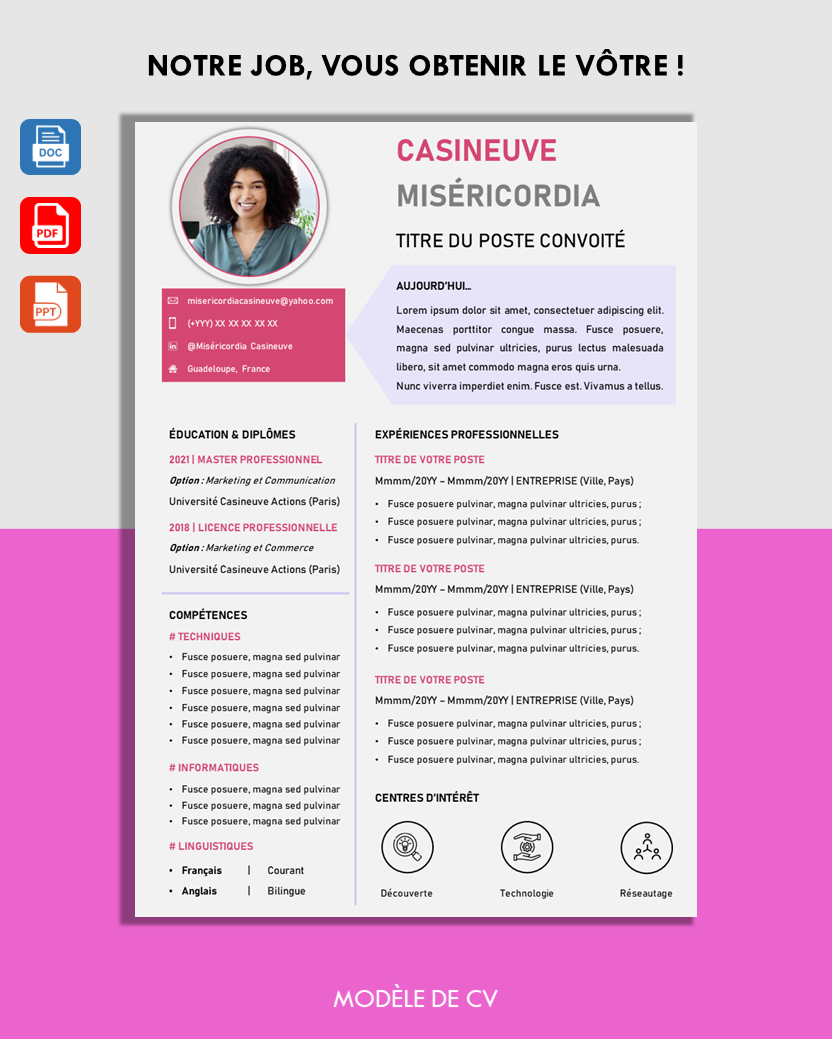 NOTRE JOB, VOUS OBTENIR LE VÔTRE !
DOC
PDF
PPT
CASINEUVE
MISÉRICORDIA
TITRE DU POSTE CONVOITÉ
misericordiacasineuve@yahoo.com
(+YYY) XX XX XX XX XX
in @Miséricordia Casineuve
Guadeloupe, France
AUJOURD'HUI...
Lorem ipsum dolor sit amet, consectetuer adipiscing elit.
Maecenas porttitor congue massa. Fusce posuere,
magna sed pulvinar ultricies, purus lectus malesuada
libero, sit amet commodo magna eros quis urna.
Nunc viverra imperdiet enim. Fusce est. Vivamus a tellus.
ÉDUCATION & DIPLÔMES
2021 | MASTER PROFESSIONNEL
Option : Marketing et Communication
Université Casineuve Actions (Paris)
2018 | LICENCE PROFESSIONNELLE
Option : Marketing et Commerce
Université Casineuve Actions (Paris)
COMPÉTENCES
# TECHNIQUES
• Fusce posuere, magna sed pulvinar
• Fusce posuere, magna sed pulvinar
• Fusce posuere, magna sed pulvinar
• Fusce posuere, magna sed pulvinar
• Fusce posuere, magna sed pulvinar
• Fusce posuere, magna sed pulvinar
# INFORMATIQUES
• Fusce posuere, magna sed pulvinar
• Fusce posuere, magna sed pulvinar
• Fusce posuere, magna sed pulvinar
# LINGUISTIQUES
• Français | Courant
• Anglais | Bilingue
EXPÉRIENCES PROFESSIONNELLES
TITRE DE VOTRE POSTE
Mmmm/20YY – Mmmm/20YY | ENTREPRISE (Ville, Pays)
• Fusce posuere pulvinar, magna pulvinar ultricies, purus ;
• Fusce posuere pulvinar, magna pulvinar ultricies, purus ;
• Fusce posuere pulvinar, magna pulvinar ultricies, purus.
TITRE DE VOTRE POSTE
Mmmm/20YY – Mmmm/20YY | ENTREPRISE (Ville, Pays)
• Fusce posuere pulvinar, magna pulvinar ultricies, purus ;
• Fusce posuere pulvinar, magna pulvinar ultricies, purus ;
• Fusce posuere pulvinar, magna pulvinar ultricies, purus.
TITRE DE VOTRE POSTE
Mmmm/20YY – Mmmm/20YY | ENTREPRISE (Ville, Pays)
• Fusce posuere pulvinar, magna pulvinar ultricies, purus ;
• Fusce posuere pulvinar, magna pulvinar ultricies, purus ;
• Fusce posuere pulvinar, magna pulvinar ultricies, purus.
CENTRES D'INTÉRÊT
Découverte Technologie Réseautage
MODÈLE DE CV